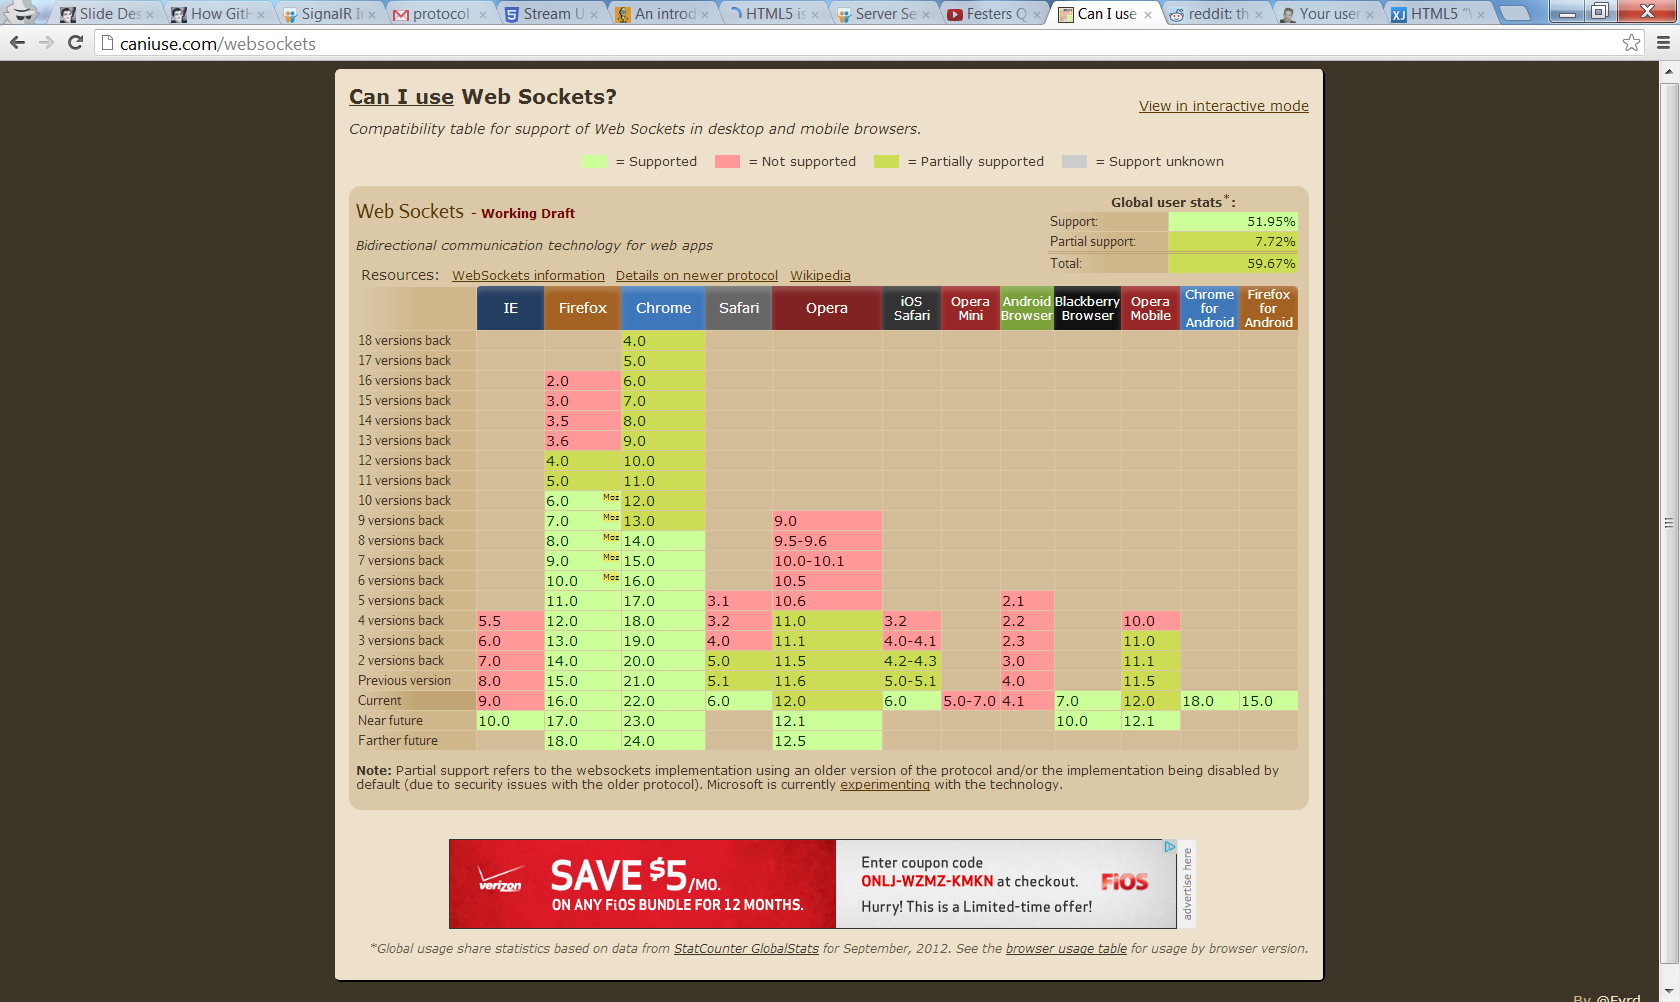 Slide Des
How GitH
SignalR I
protocol
Stream U
An introd
HTML5 is
Server Se
Festers Q
Can I use
reddit: th
Your user
HTML5 "\
caniuse.com/websockets
Can I use Web Sockets?
View in interactive mode
Compatibility table for support of Web Sockets in desktop and mobile browsers.
= Supported = Not supported = Partially supported = Support unknown
Web Sockets - Working Draft
Global user stats*:
Support: 51.95%
Partial support: 7.72%
Total: 59.67%
Bidirectional communication technology for web apps
Resources: WebSockets information Details on newer protocol Wikipedia
IE Firefox Chrome Safari Opera iOS Safari Opera Mini Android Browser Blackberry Browser Opera Mobile Chrome for Android Firefox for Android
18 versions back 4.0
17 versions back 5.0
16 versions back 2.0 6.0
15 versions back 3.0 7.0
14 versions back 3.5 8.0
13 versions back 3.6 9.0
12 versions back 4.0 10.0
11 versions back 5.0 11.0
10 versions back 6.0 Moz 12.0
9 versions back 7.0 Moz 13.0 9.0
8 versions back 8.0 Moz 14.0 9.5-9.6
7 versions back 9.0 Moz 15.0 10.0-10.1
6 versions back 10.0 Moz 16.0 10.5
5 versions back 11.0 17.0 3.1 10.6 2.1
4 versions back 5.5 12.0 18.0 3.2 11.0 3.2 2.2 10.0
3 versions back 6.0 13.0 19.0 4.0 11.1 4.0-4.1 2.3 11.0
2 versions back 7.0 14.0 20.0 5.0 11.5 4.2-4.3 3.0 11.1
Previous version 8.0 15.0 21.0 5.1 11.6 5.0-5.1 4.0 11.5
Current 9.0 16.0 22.0 6.0 12.0 6.0 5.0-7.0 4.1 7.0 12.0 18.0 15.0
Near future 10.0 17.0 23.0 12.1 10.0 12.1
Farther future 18.0 24.0 12.5
Note: Partial support refers to the websockets implementation using an older version of the protocol and/or the implementation being disabled by
default (due to security issues with the older protocol). Microsoft is currently experimenting with the technology.
verizon
SAVE $5/MO.
ON ANY FiOS BUNDLE FOR 12 MONTHS.
Enter coupon code
ONLJ-WZMZ-KMKN at checkout.
Hurry! This is a Limited-time offer!
FiOS
advertise here
*Global usage share statistics based on data from StatCounter GlobalStats for September, 2012. See the browser usage table for usage by browser version.
By @Fyrd